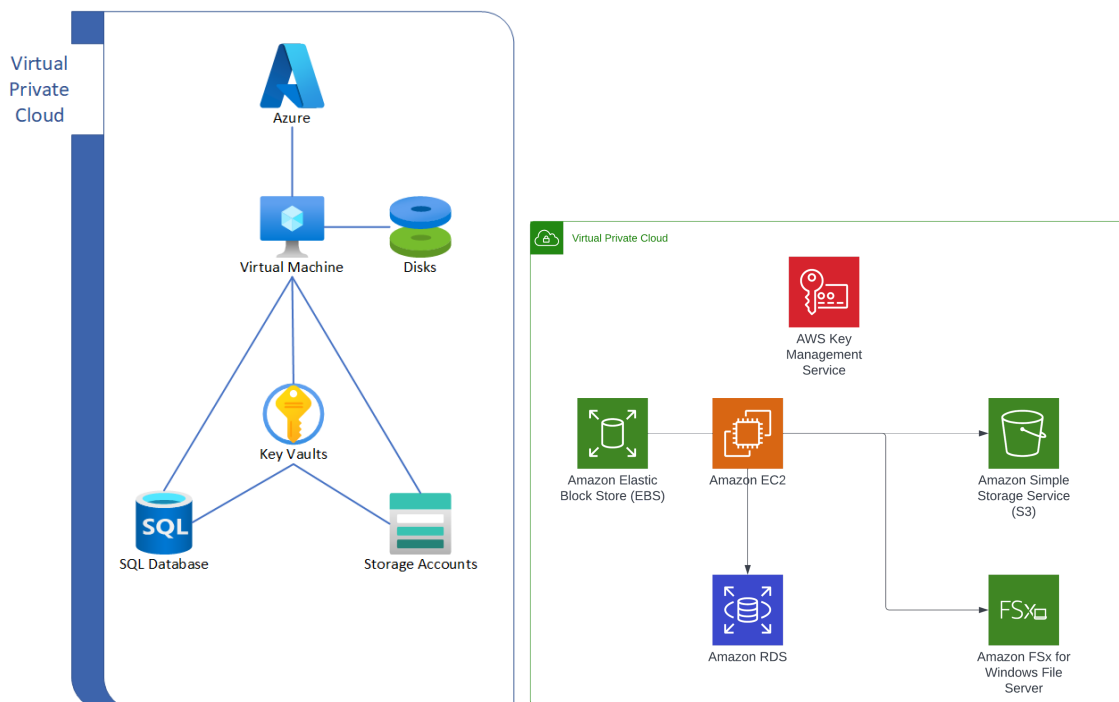 Virtual
Private
Cloud
Azure
Virtual Machine
Disks
Key Vaults
SQL
SQL Database
Storage Accounts
Virtual Private Cloud
AWS Key
Management
Service
Amazon Elastic
Block Store (EBS)
Amazon EC2
Amazon Simple
Storage Service
(S3)
Amazon RDS
FSx
Amazon FSx for
Windows File
Server